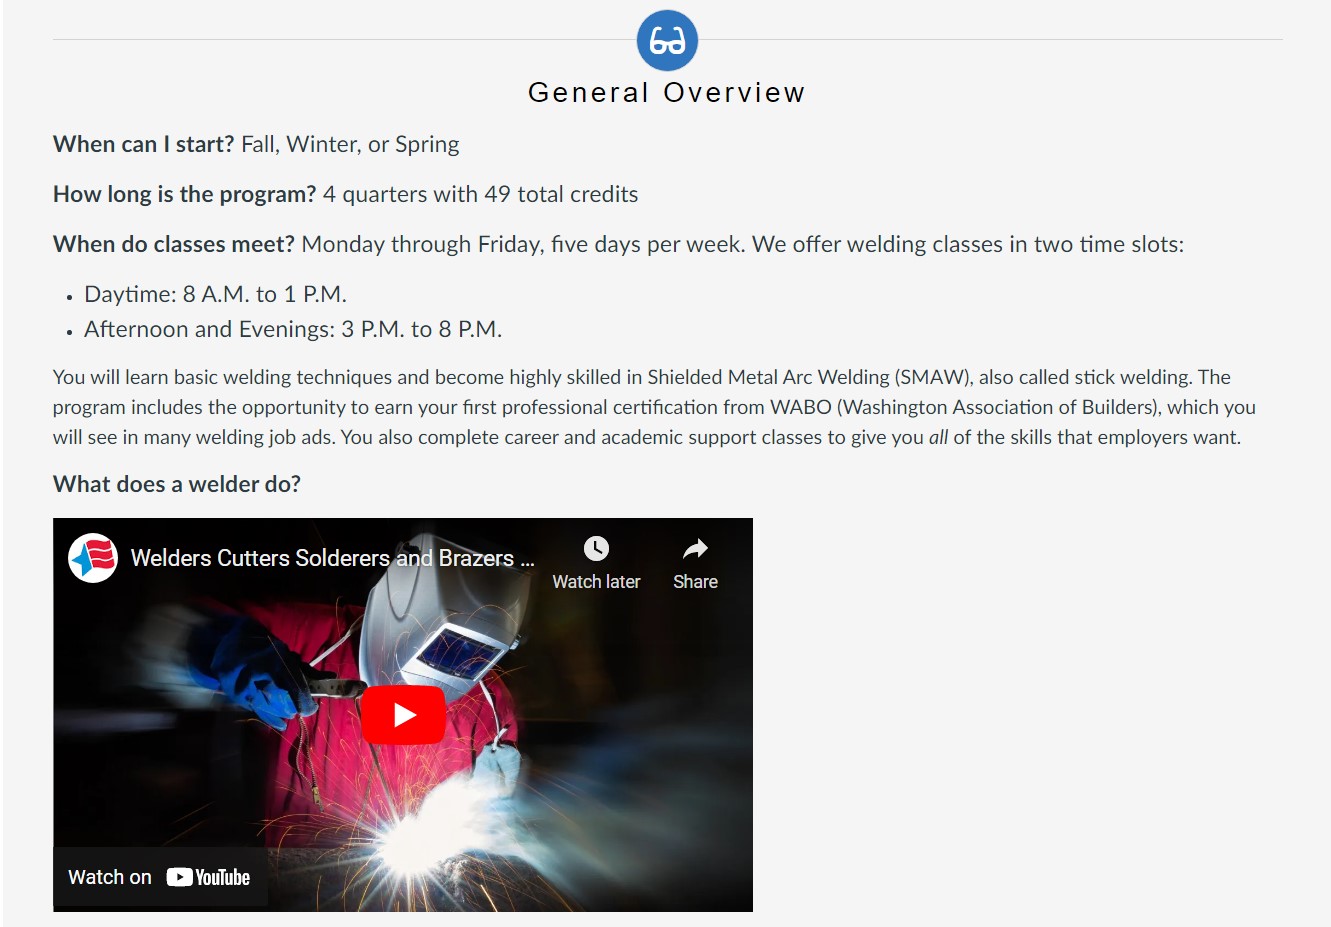 General Overview
When can I start? Fall, Winter, or Spring
How long is the program? 4 quarters with 49 total credits
When do classes meet? Monday through Friday, five days per week. We offer welding classes in two time slots:
• Daytime: 8 A.M. to 1 P.M.
• Afternoon and Evenings: 3 P.M. to 8 P.M.
You will learn basic welding techniques and become highly skilled in Shielded Metal Arc Welding (SMAW), also called stick welding. The
program includes the opportunity to earn your first professional certification from WABO (Washington Association of Builders), which you
will see in many welding job ads. You also complete career and academic support classes to give you all of the skills that employers want.
What does a welder do?
Welders Cutters Solderers and Brazers ...
Watch later
Share
Watch on YouTube